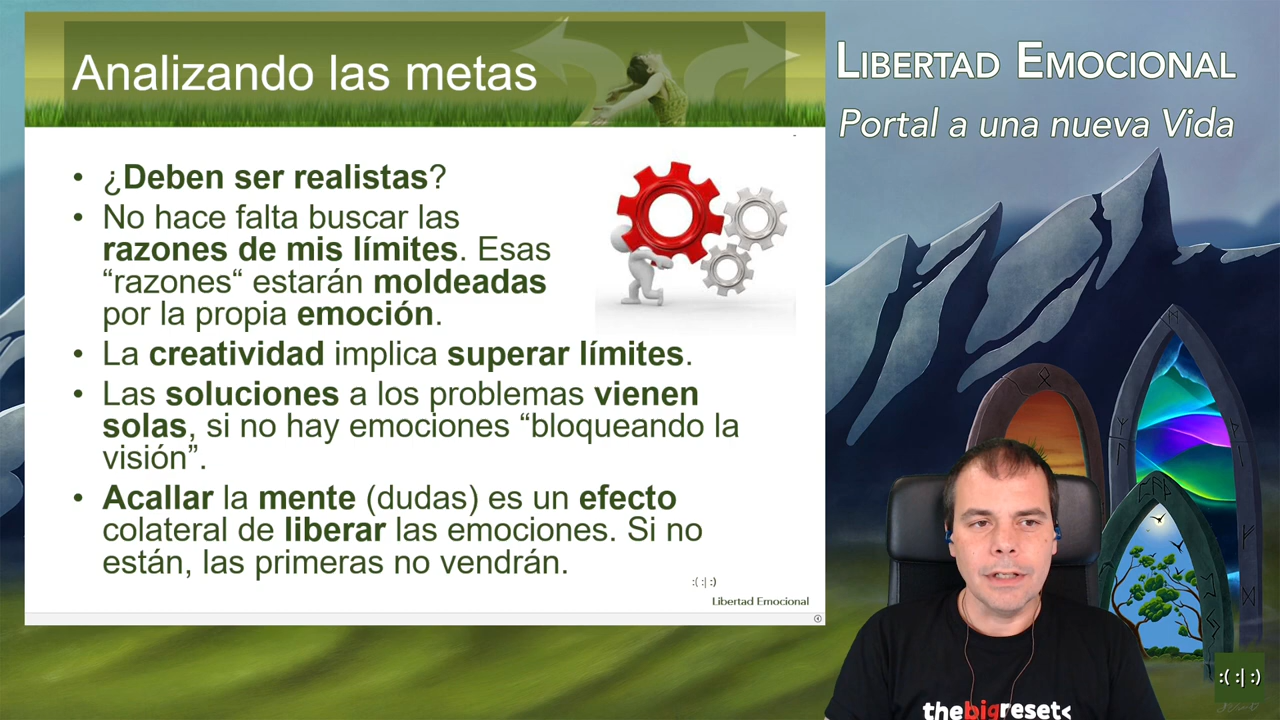 Analizando las metas
LIBERTAD EMOCIONAL
Portal a una nueva Vida
• ¿Deben ser realistas?
• No hace falta buscar las
razones de mis límites. Esas
“razones“ estarán moldeadas
por la propia emoción.
• La creatividad implica superar límites.
• Las soluciones a los problemas vienen
solas, si no hay emociones “bloqueando la
visión”.
• Acallar la mente (dudas) es un efecto
colateral de liberar las emociones. Si no
están, las primeras no vendrán.
:( :| :)
Libertad Emocional
thebigreset<
:( :| :)